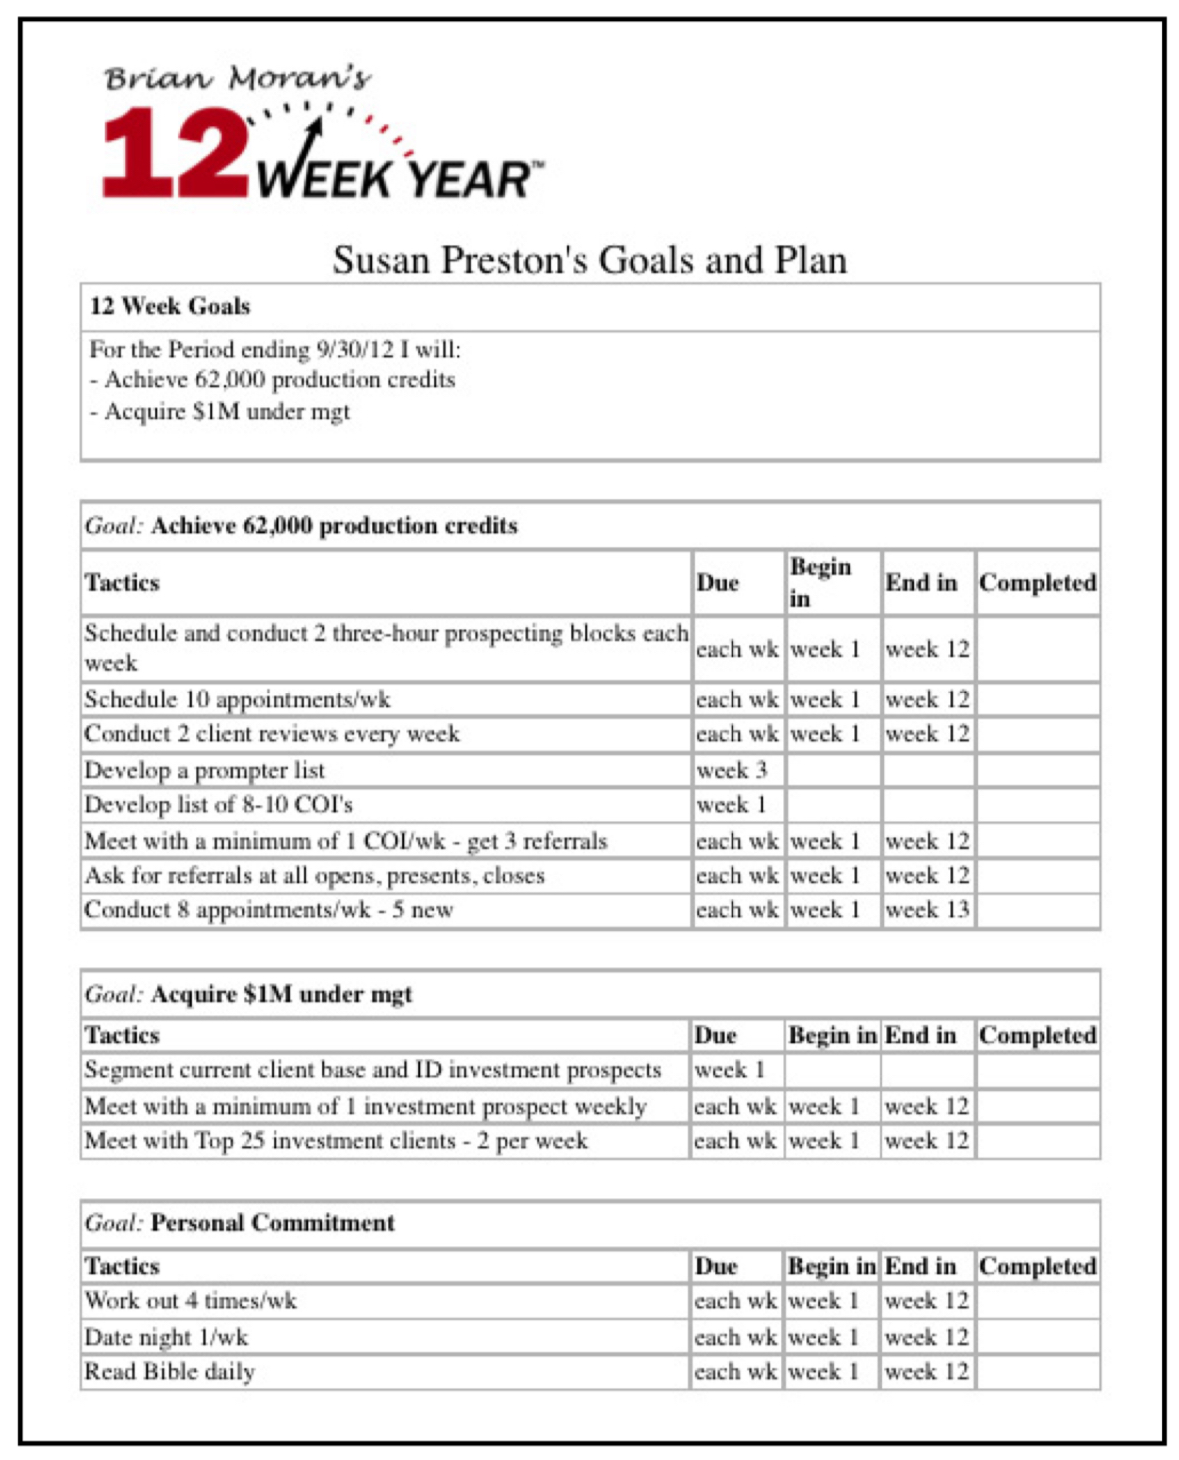 Brian Moran's
12 WEEK YEAR™
Susan Preston's Goals and Plan
12 Week Goals
For the Period ending 9/30/12 I will:
- Achieve 62,000 production credits
- Acquire $1M under mgt
Goal: Achieve 62,000 production credits
Tactics Due Begin in End in Completed
Schedule and conduct 2 three-hour prospecting blocks each
week each wk week 1 week 12
Schedule 10 appointments/wk each wk week 1 week 12
Conduct 2 client reviews every week each wk week 1 week 12
Develop a prompter list week 3
Develop list of 8-10 COI's week 1
Meet with a minimum of 1 COI/wk - get 3 referrals each wk week 1 week 12
Ask for referrals at all opens, presents, closes each wk week 1 week 12
Conduct 8 appointments/wk - 5 new each wk week 1 week 13
Goal: Acquire $1M under mgt
Tactics Due Begin in End in Completed
Segment current client base and ID investment prospects week 1
Meet with a minimum of 1 investment prospect weekly each wk week 1 week 12
Meet with Top 25 investment clients - 2 per week each wk week 1 week 12
Goal: Personal Commitment
Tactics Due Begin in End in Completed
Work out 4 times/wk each wk week 1 week 12
Date night 1/wk each wk week 1 week 12
Read Bible daily each wk week 1 week 12